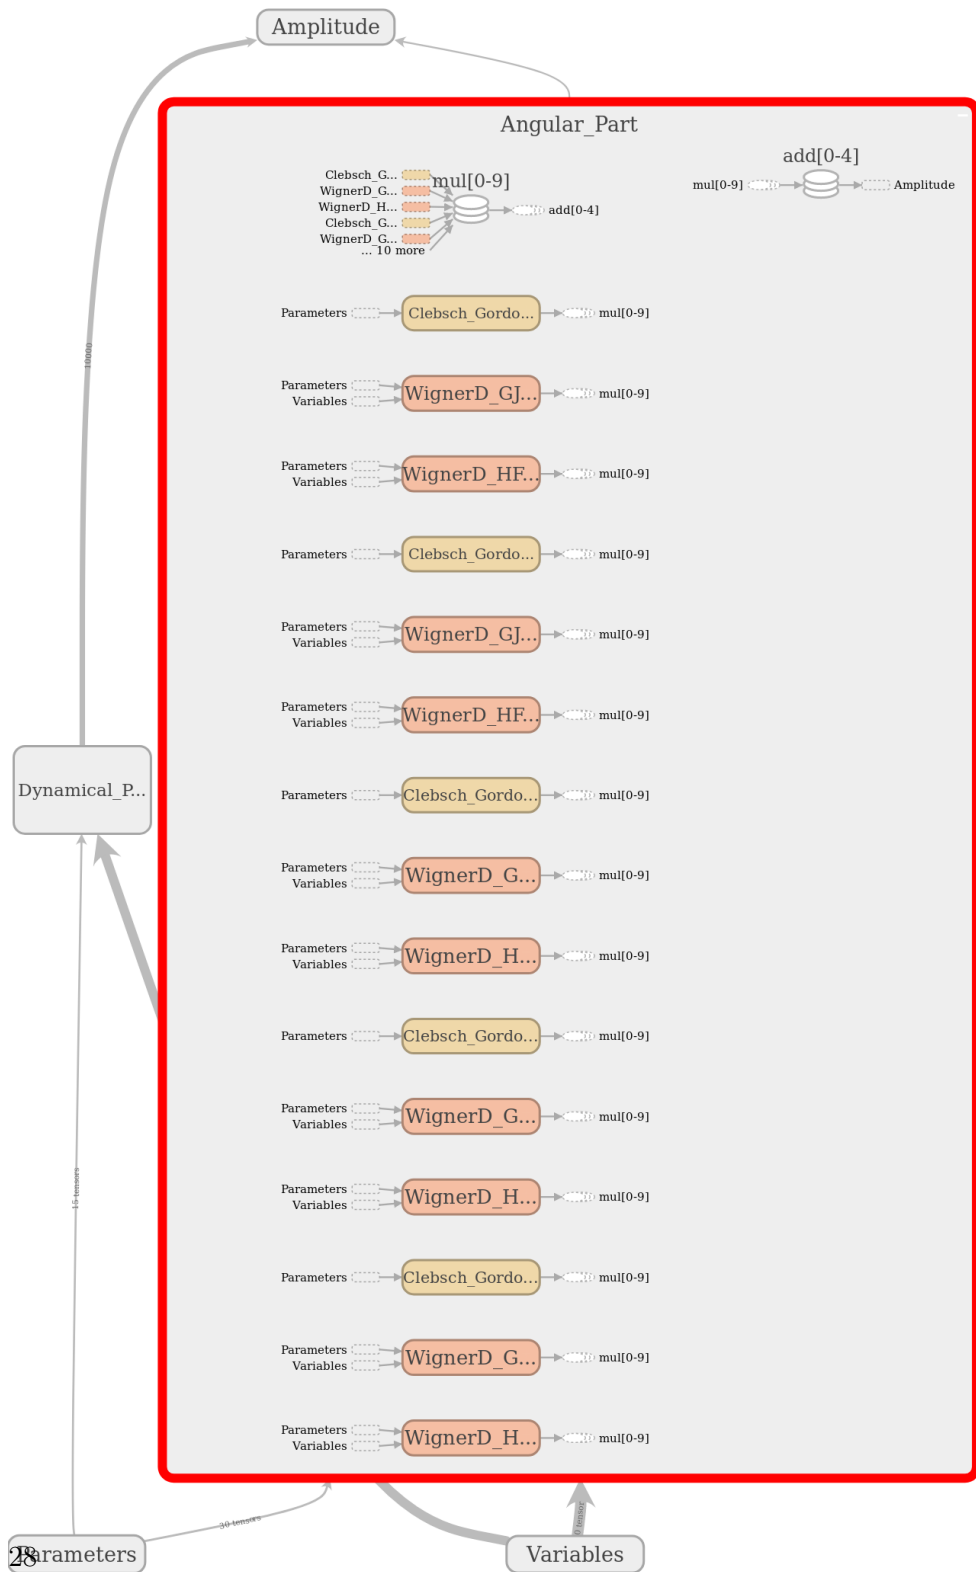 Amplitude
Angular_Part
add[0-4]
mul[0-9]
Amplitude
mul[0-9]
Clebsch_G...
WignerD_G...
WignerD_H...
Clebsch_G...
WignerD_G...
... 10 more
add[0-4]
Parameters
Clebsch_Gordo...
mul[0-9]
Parameters
Variables
WignerD_GJ...
mul[0-9]
Parameters
Variables
WignerD_HF...
mul[0-9]
Parameters
Clebsch_Gordo...
mul[0-9]
Parameters
Variables
WignerD_GJ...
mul[0-9]
Parameters
Variables
WignerD_HF...
mul[0-9]
Parameters
Clebsch_Gordo...
mul[0-9]
Parameters
Variables
WignerD_G...
mul[0-9]
Parameters
Variables
WignerD_H...
mul[0-9]
Parameters
Clebsch_Gordo...
mul[0-9]
Parameters
Variables
WignerD_G...
mul[0-9]
Parameters
Variables
WignerD_H...
mul[0-9]
Parameters
Clebsch_Gordo...
mul[0-9]
Parameters
Variables
WignerD_G...
mul[0-9]
Parameters
Variables
WignerD_H...
mul[0-9]
10000
Dynamical_P...
15 tensors
30 tensors
Parameters
Variables
28